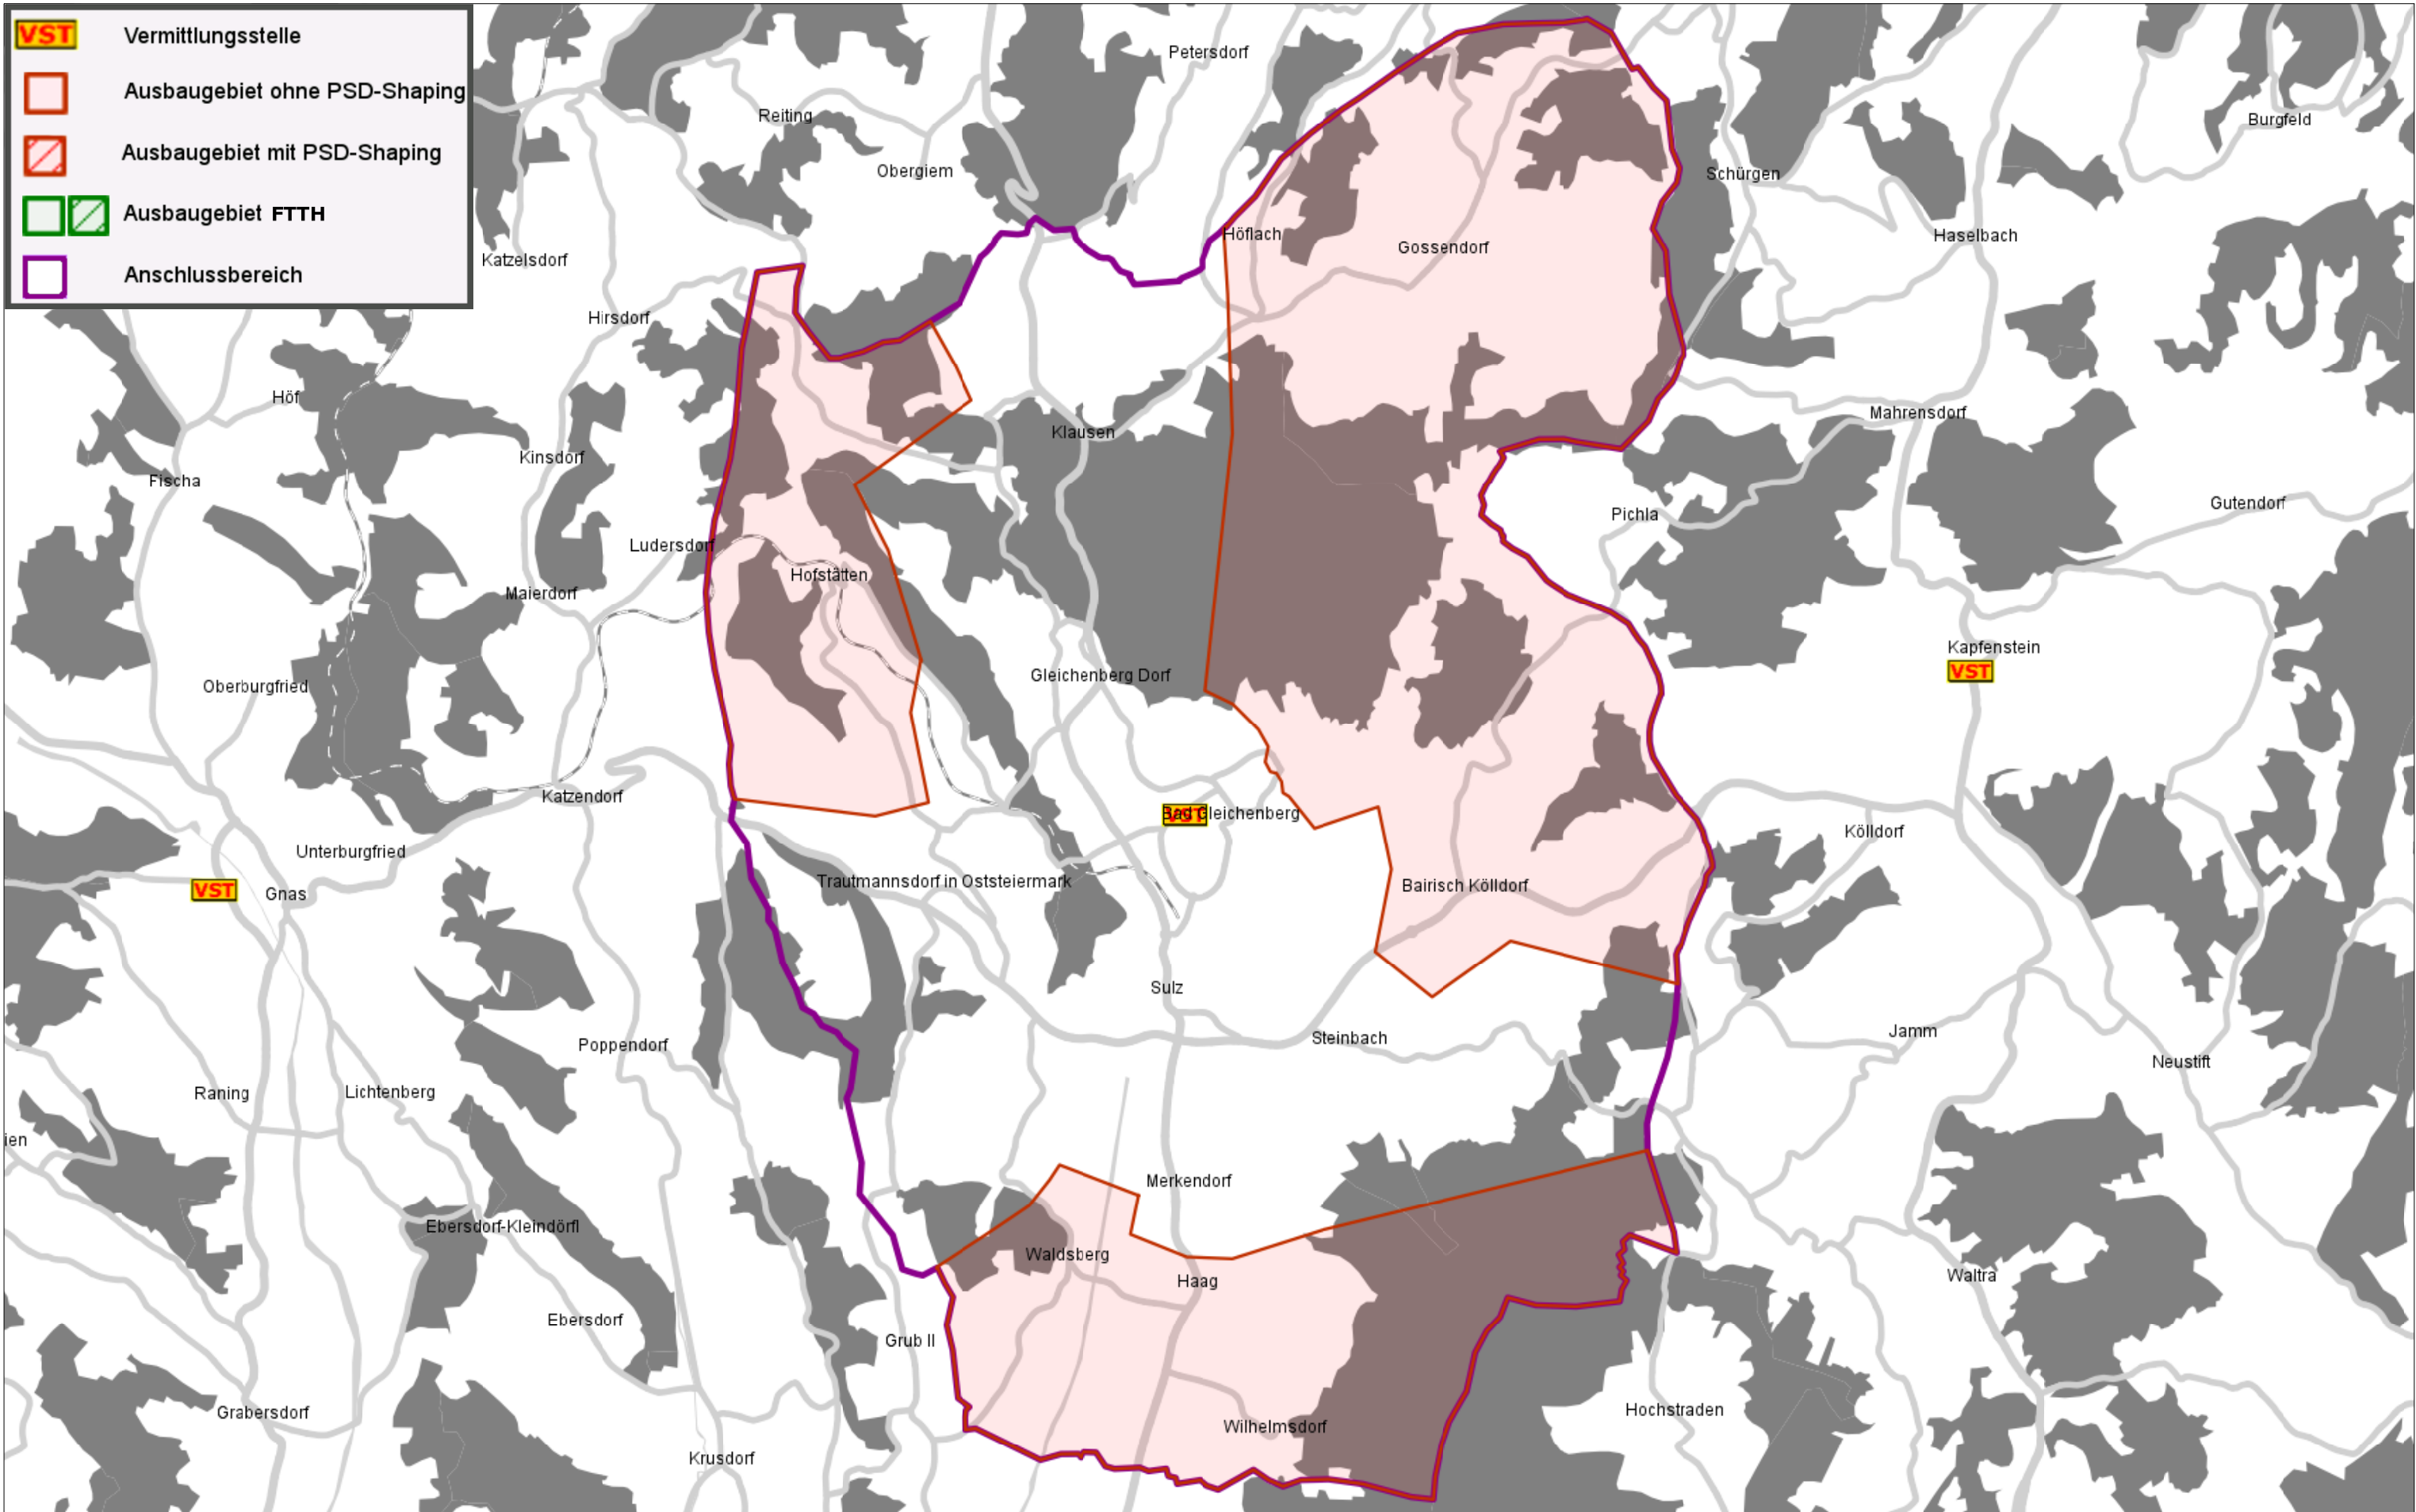 VST Vermittlungsstelle
Ausbaugebiet ohne PSD-Shaping
Ausbaugebiet mit PSD-Shaping
Ausbaugebiet FTTH
Anschlussbereich
Petersdorf
Reiting
Burgfeld
Obergiem
Schürgen
Höflach
Gossendorf
Haselbach
Katzelsdorf
Hirsdorf
Höf
Mahrensdorf
Klausen
Kinsdorf
Fischa
Gutendorf
Pichla
Ludersdorf
Hofstätten
Maierdorf
Kapfenstein
VST
Gleichenberg Dorf
Oberburgfried
Katzendorf
VST
Bad Gleichenberg
Kölldorf
Unterburgfried
Trautmannsdorf in Oststeiermark
Bairisch Kölldorf
VST
Gnas
Sulz
Steinbach
Jamm
Poppendorf
Neustift
Raning
Lichtenberg
ien
Merkendorf
Ebersdorf-Kleindörfl
Waldsberg
Haag
Waltra
Ebersdorf
Grub II
Grabersdorf
Hochstraden
Wilhelmsdorf
Krusdorf